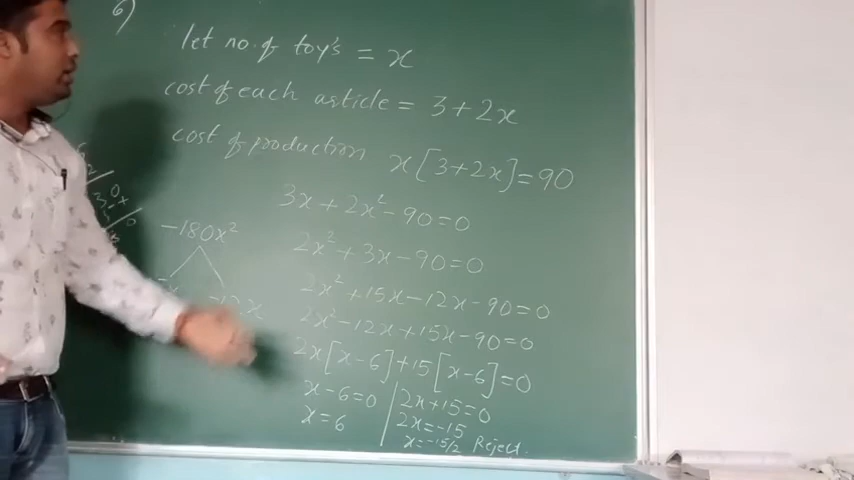 6)
let no. of toy's = x
cost of each article = 3+2x
cost of production x[3+2x]=90
3x+2x²-90=0
-180x²
2x²+3x-90=0
2x²+15x-12x-90=0
-12x
2x²-12x+15x-90=0
2x[x-6]+15[x-6]=0
x-6=0
x=6
2x+15=0
2x=-15
x=-15/2 Reject.